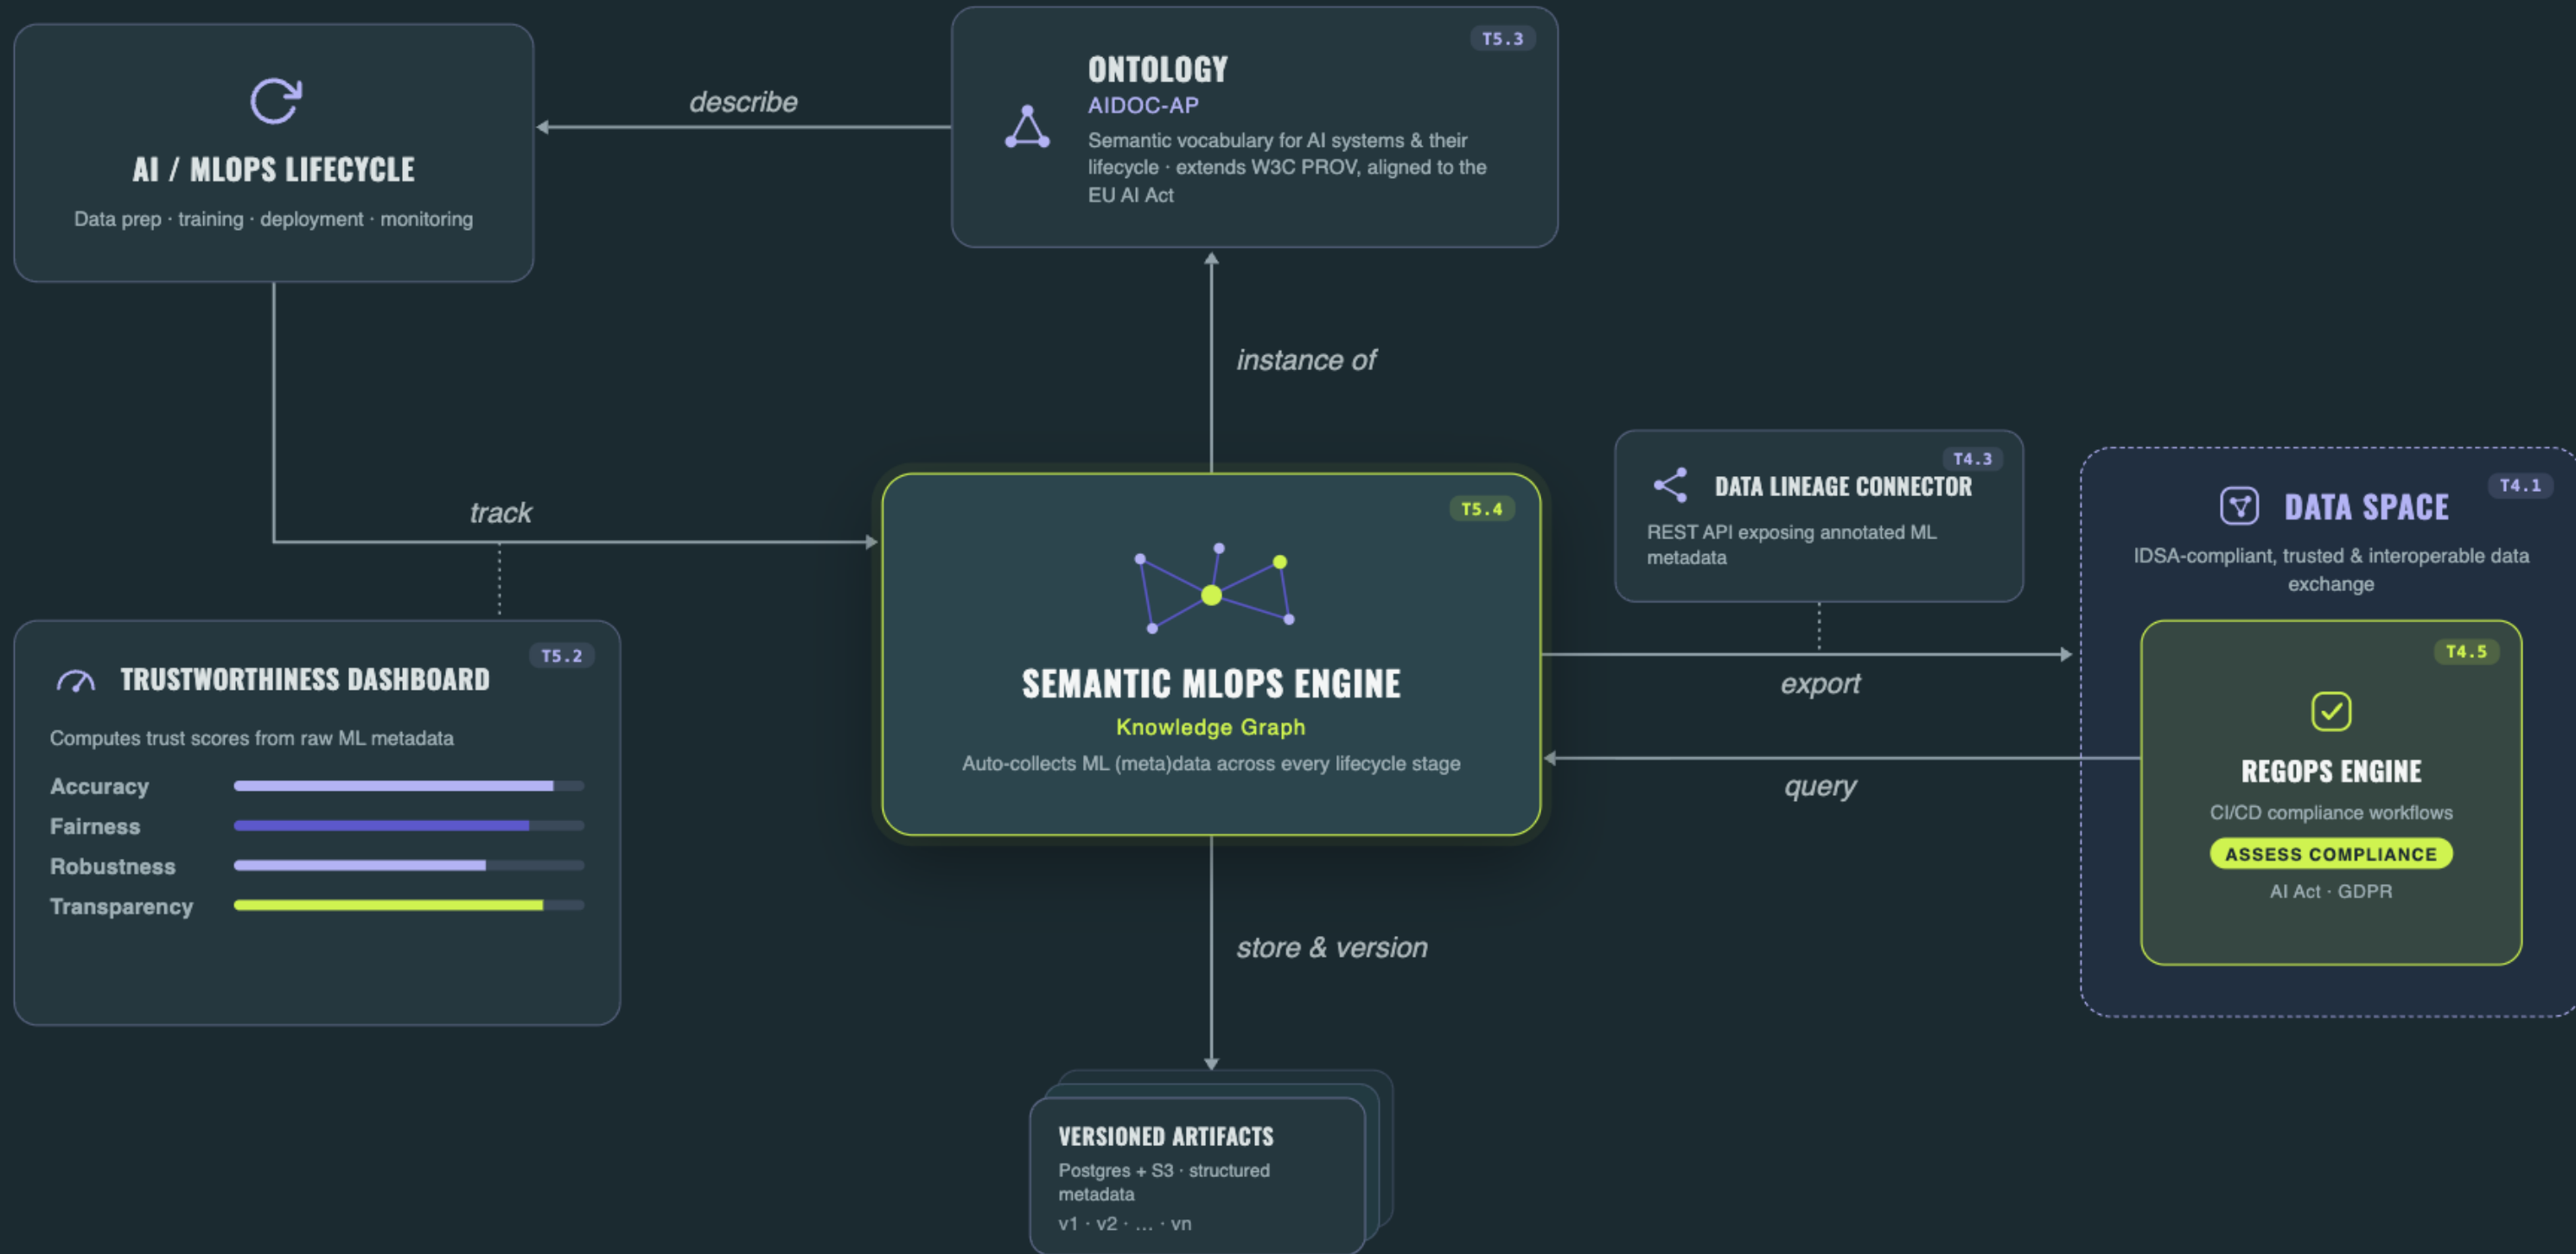 AI / MLOPS LIFECYCLE
Data prep · training · deployment · monitoring
describe
T5.3
ONTOLOGY
AIDOC-AP
Semantic vocabulary for AI systems & their
lifecycle · extends W3C PROV, aligned to the
EU AI Act
instance of
track
T5.2
TRUSTWORTHINESS DASHBOARD
Computes trust scores from raw ML metadata
Accuracy
Fairness
Robustness
Transparency
T5.4
SEMANTIC MLOPS ENGINE
Knowledge Graph
Auto-collects ML (meta)data across every lifecycle stage
T4.3
DATA LINEAGE CONNECTOR
REST API exposing annotated ML
metadata
export
query
T4.1
DATA SPACE
IDSA-compliant, trusted & interoperable data
exchange
T4.5
REGOPS ENGINE
CI/CD compliance workflows
ASSESS COMPLIANCE
AI Act · GDPR
store & version
VERSIONED ARTIFACTS
Postgres + S3 · structured
metadata
v1 · v2 · … · vn